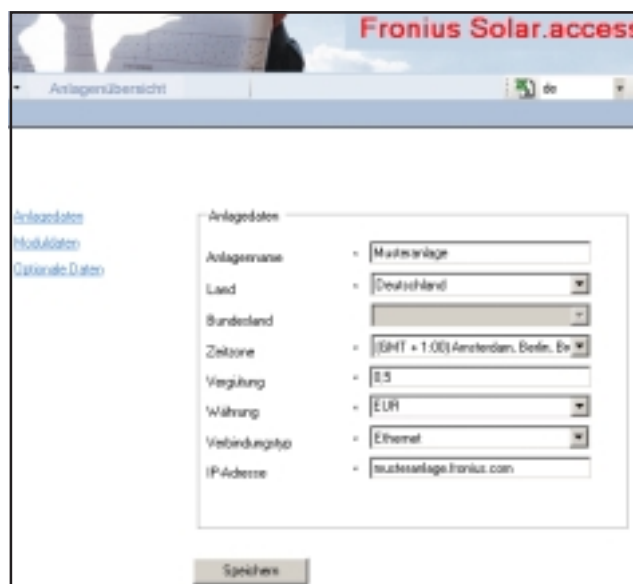 Fronius Solar.access
Anlagenübersicht
de
Anlagedaten
Moduldaten
Optionale Daten
Anlagedaten
Anlagenname * Musteranlage
Land * Deutschland
Bundesland
Zeitzone * (GMT + 1:00) Amsterdam, Berlin, Be
Vergütung * 0,5
Währung * EUR
Verbindungstyp * Ethernet
IP-Adresse * musteranlage.fronius.com
Speichern